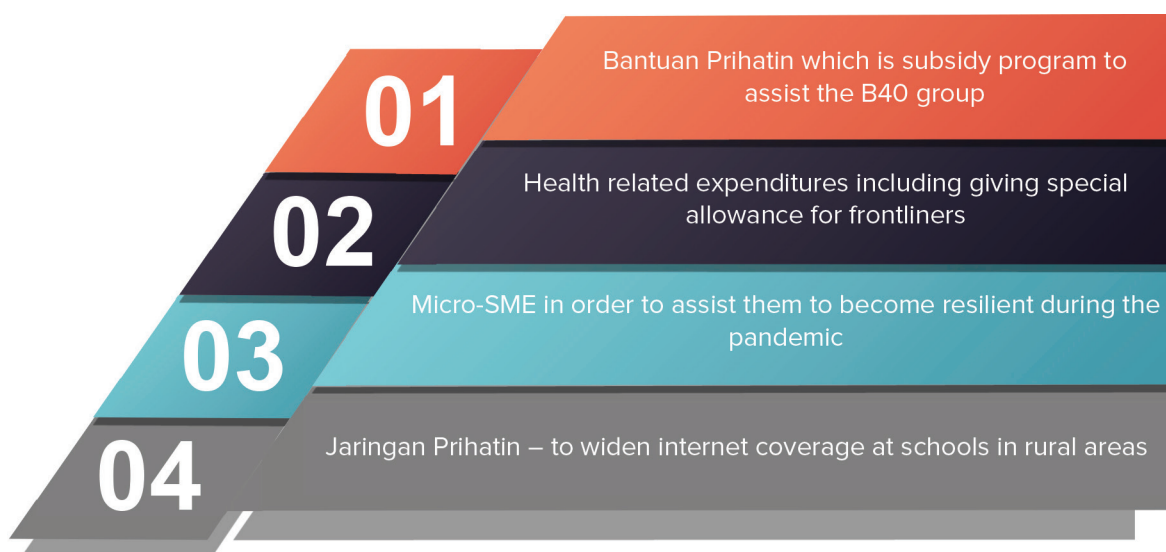 01
Bantuan Prihatin which is subsidy program to
assist the B40 group
02
Health related expenditures including giving special
allowance for frontliners
03
Micro-SME in order to assist them to become resilient during the
pandemic
04
Jaringan Prihatin – to widen internet coverage at schools in rural areas